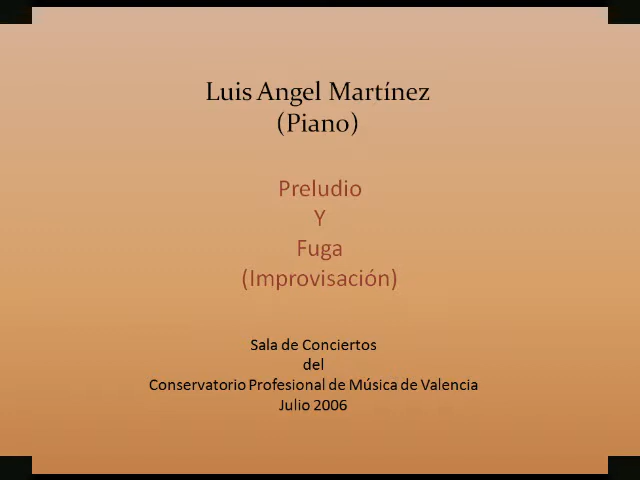 Luis Angel Martínez
(Piano)
Preludio
Y
Fuga
(Improvisación)
Sala de Conciertos
del
Conservatorio Profesional de Música de Valencia
Julio 2006